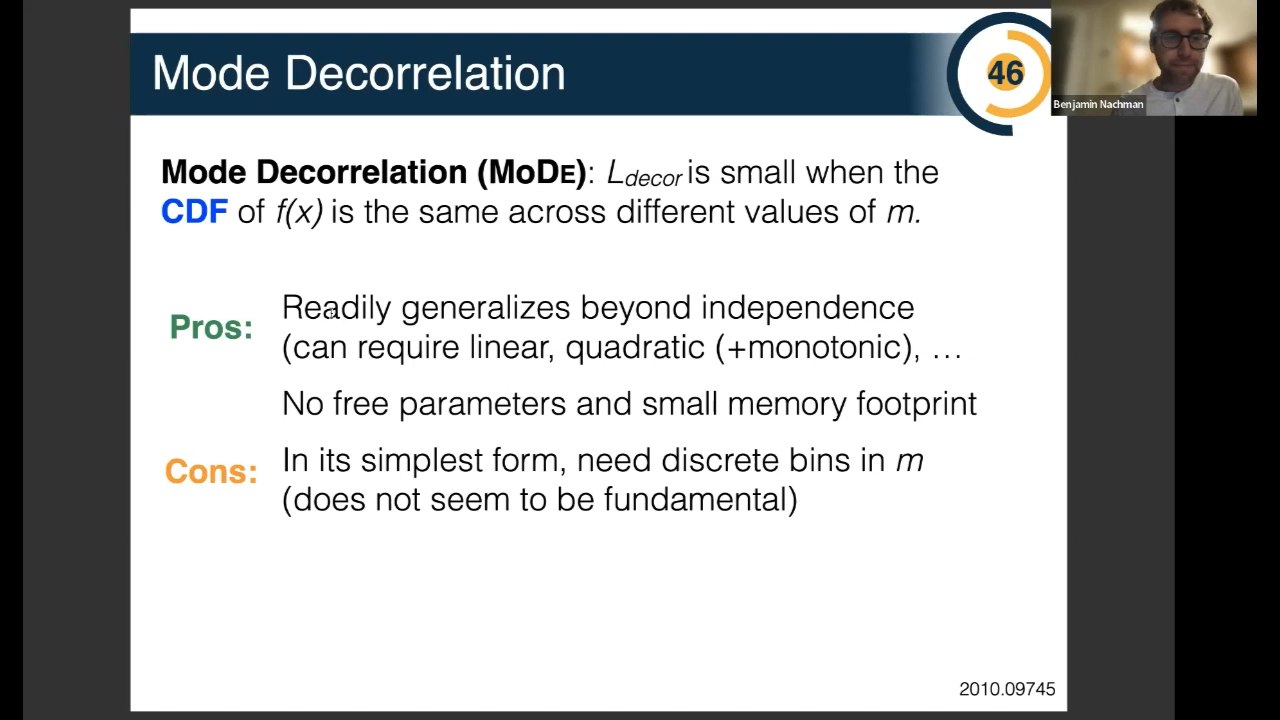 Mode Decorrelation
46
Benjamin Nachman
Mode Decorrelation (MoDE): L_decor is small when the
CDF of f(x) is the same across different values of m.
Pros:
Readily generalizes beyond independence
(can require linear, quadratic (+monotonic), …
No free parameters and small memory footprint
Cons:
In its simplest form, need discrete bins in m
(does not seem to be fundamental)
2010.09745